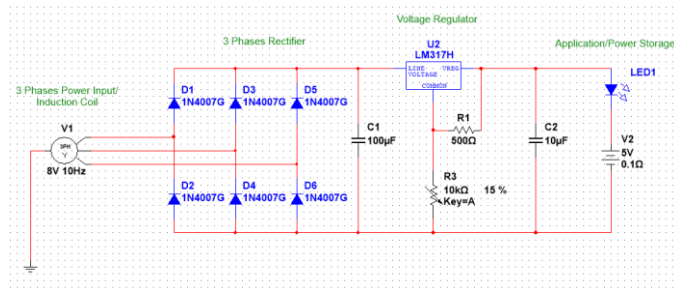 Voltage Regulator
3 Phases Rectifier
U2
LM317H
Application/Power Storage
LINE VREG
VOLTAGE
COMMON
LED1
3 Phases Power Input/
Induction Coil
D1
1N4007G
D3
1N4007G
D5
1N4007G
V1
3PH
Y
8V 10Hz
C1
100µF
R1
500Ω
C2
10µF
V2
5V
0.1Ω
D2
1N4007G
D4
1N4007G
D6
1N4007G
R3
10kΩ 15 %
Key=A